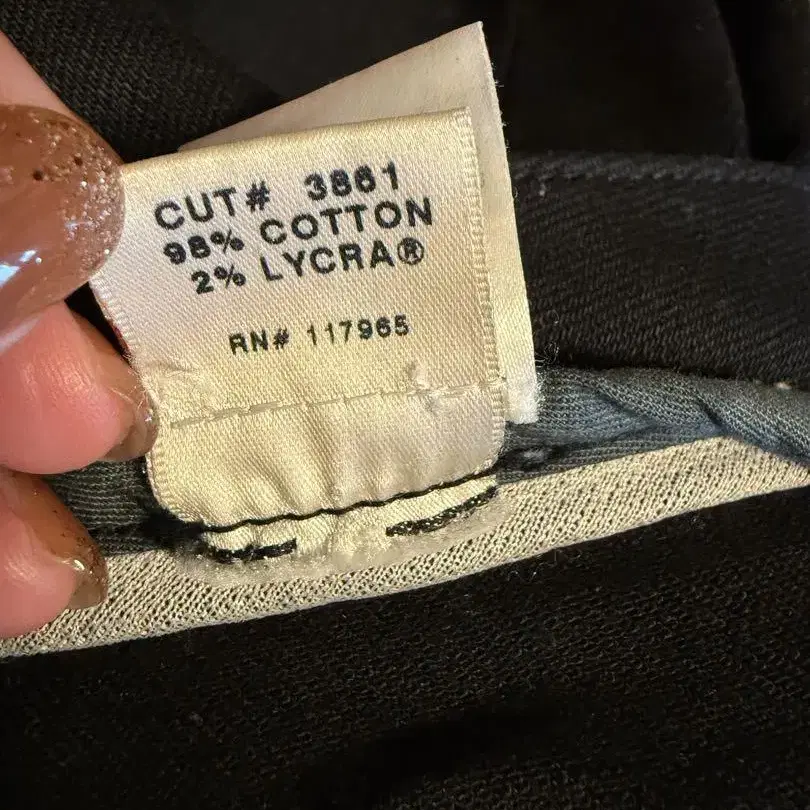 CUT# 3861
98% COTTON
2% LYCRA®
RN# 117965